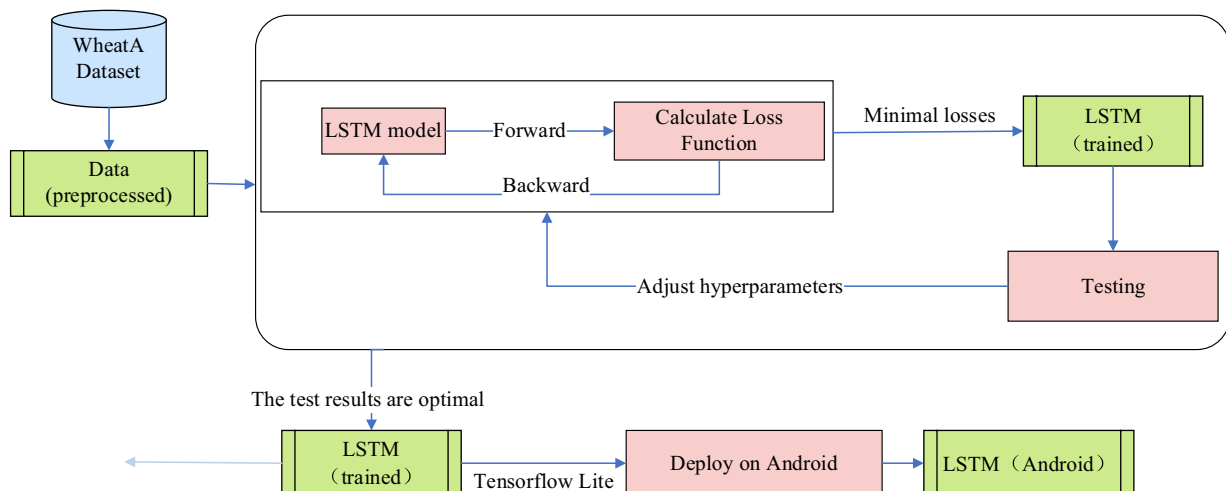 WheatA
Dataset
Data
(preprocessed)
LSTM model
Forward
Calculate Loss
Function
Backward
Minimal losses
LSTM
（trained）
Adjust hyperparameters
Testing
The test results are optimal
LSTM
（trained）
Tensorflow Lite
Deploy on Android
LSTM（Android）